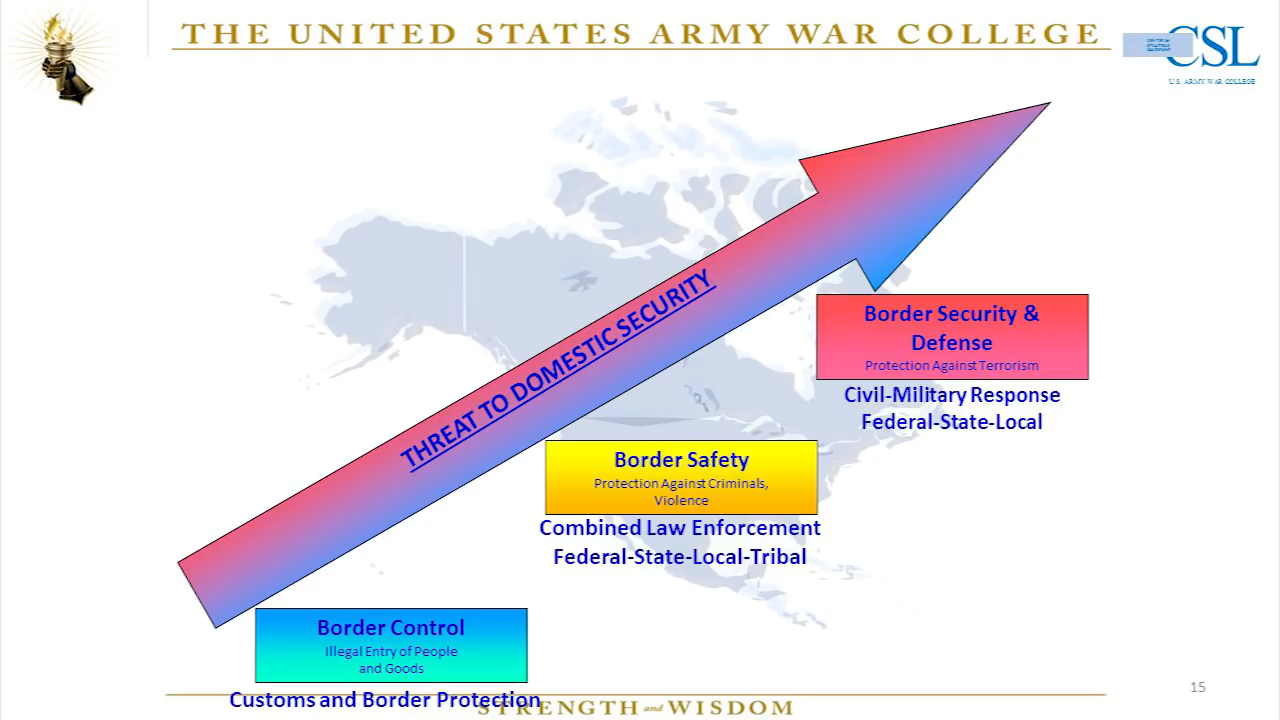 THE UNITED STATES ARMY WAR COLLEGE
CSL
U.S. ARMY WAR COLLEGE
THREAT TO DOMESTIC SECURITY
Border Security &
Defense
Protection Against Terrorism
Civil-Military Response
Federal-State-Local
Border Safety
Protection Against Criminals,
Violence
Combined Law Enforcement
Federal-State-Local-Tribal
Border Control
Illegal Entry of People
and Goods
Customs and Border Protection
STRENGTH and WISDOM
15